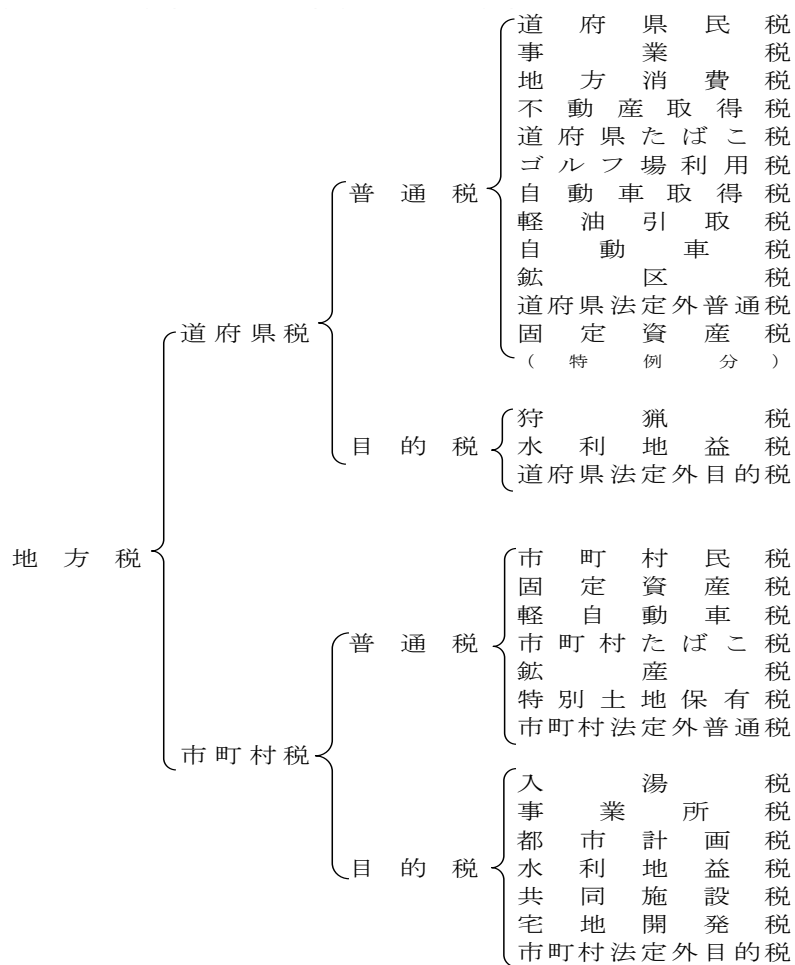 道府県民税
事業税
地方消費税
不動産取得税
道府県たばこ税
ゴルフ場利用税
普通税
自動車取得税
軽油引取税
自動車税
鉱区税
道府県法定外普通税
道府県税
固定資産税
(特例分)
狩猟税
目的税
水利地益税
道府県法定外目的税
地方税
市町村民税
固定資産税
軽自動車税
普通税
市町村たばこ税
鉱産税
特別土地保有税
市町村法定外普通税
市町村税
入湯税
事業所税
都市計画税
目的税
水利地益税
共同施設税
宅地開発税
市町村法定外目的税